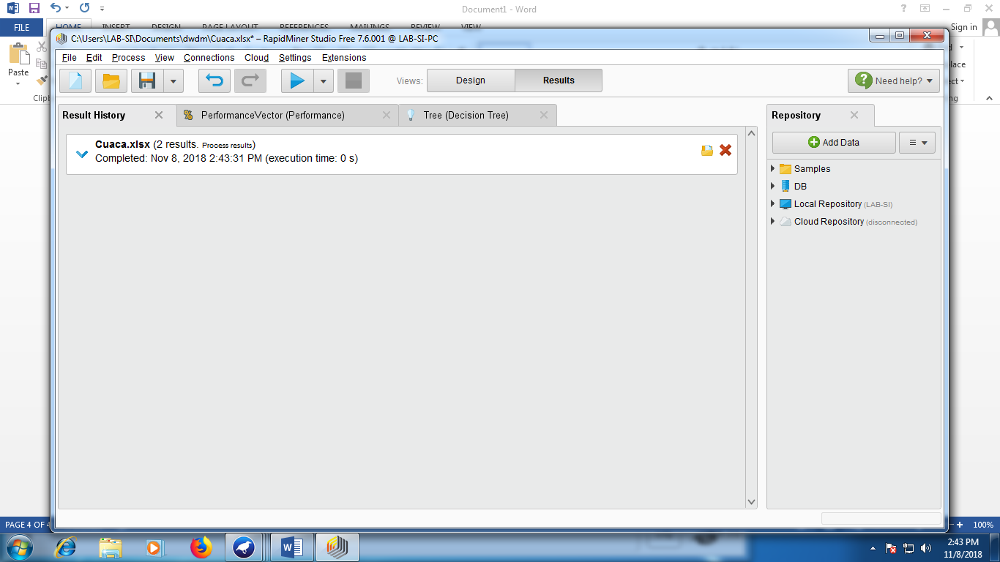 Document1 - Word
?
FILE
HOME
INSERT
DESIGN
PAGE LAYOUT
REFERENCES
MAILINGS
REVIEW
VIEW
Sign in
C:\Users\LAB-SI\Documents\dwdm\Cuaca.xlsx* – RapidMiner Studio Free 7.6.001 @ LAB-SI-PC
File Edit Process View Connections Cloud Settings Extensions
Paste
Clipb
Views:
Design
Results
Need help?
Result History
PerformanceVector (Performance)
Tree (Decision Tree)
Repository
Cuaca.xlsx (2 results. Process results)
Completed: Nov 8, 2018 2:43:31 PM (execution time: 0 s)
Add Data
Samples
DB
Local Repository (LAB-SI)
Cloud Repository (disconnected)
PAGE 4 OF 4
100%
2:43 PM
11/8/2018